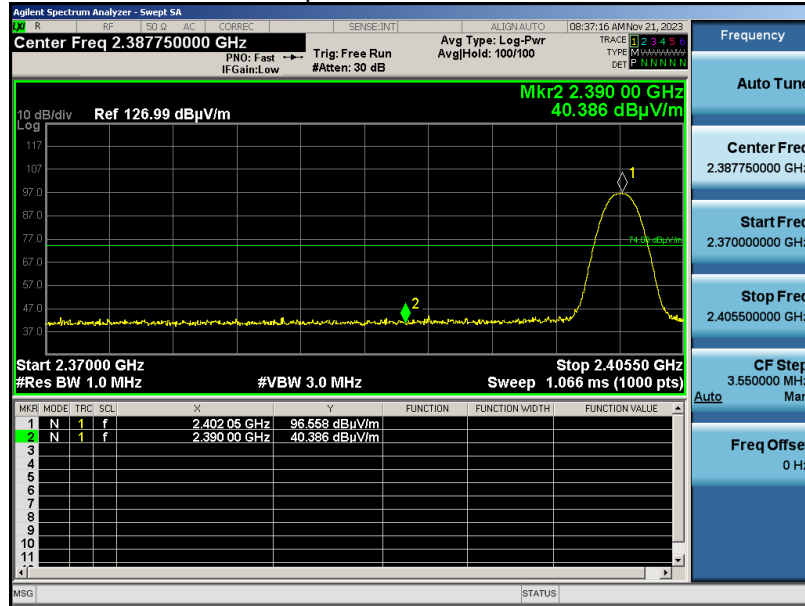 Agilent Spectrum Analyzer - Swept SA
LXI R RF 50 Ω AC CORREC SENSE:INT ALIGN AUTO 08:37:16 AM Nov 21, 2023
Center Freq 2.387750000 GHz
PNO: Fast
IFGain:Low
Trig: Free Run
#Atten: 30 dB
Avg Type: Log-Pwr
Avg|Hold: 100/100
TRACE 1 2 3 4 5 6
TYPE M
DET P N N N N N
Mkr2 2.390 00 GHz
40.386 dBµV/m
10 dB/div Ref 126.99 dBµV/m
Log
117
107
97.0
87.0
77.0
67.0
57.0
47.0
37.0
1
2
Start 2.37000 GHz Stop 2.40550 GHz
#Res BW 1.0 MHz #VBW 3.0 MHz Sweep 1.066 ms (1000 pts)
MKR MODE TRC SCL X Y FUNCTION FUNCTION WIDTH FUNCTION VALUE
1 N 1 f 2.402 05 GHz 96.558 dBµV/m
2 N 1 f 2.390 00 GHz 40.386 dBµV/m
3
4
5
6
7
8
9
10
11
MSG STATUS
Frequency
Auto Tune
Center Freq
2.387750000 GHz
Start Freq
2.370000000 GHz
Stop Freq
2.405500000 GHz
CF Step
3.550000 MHz
Auto Man
Freq Offset
0 Hz